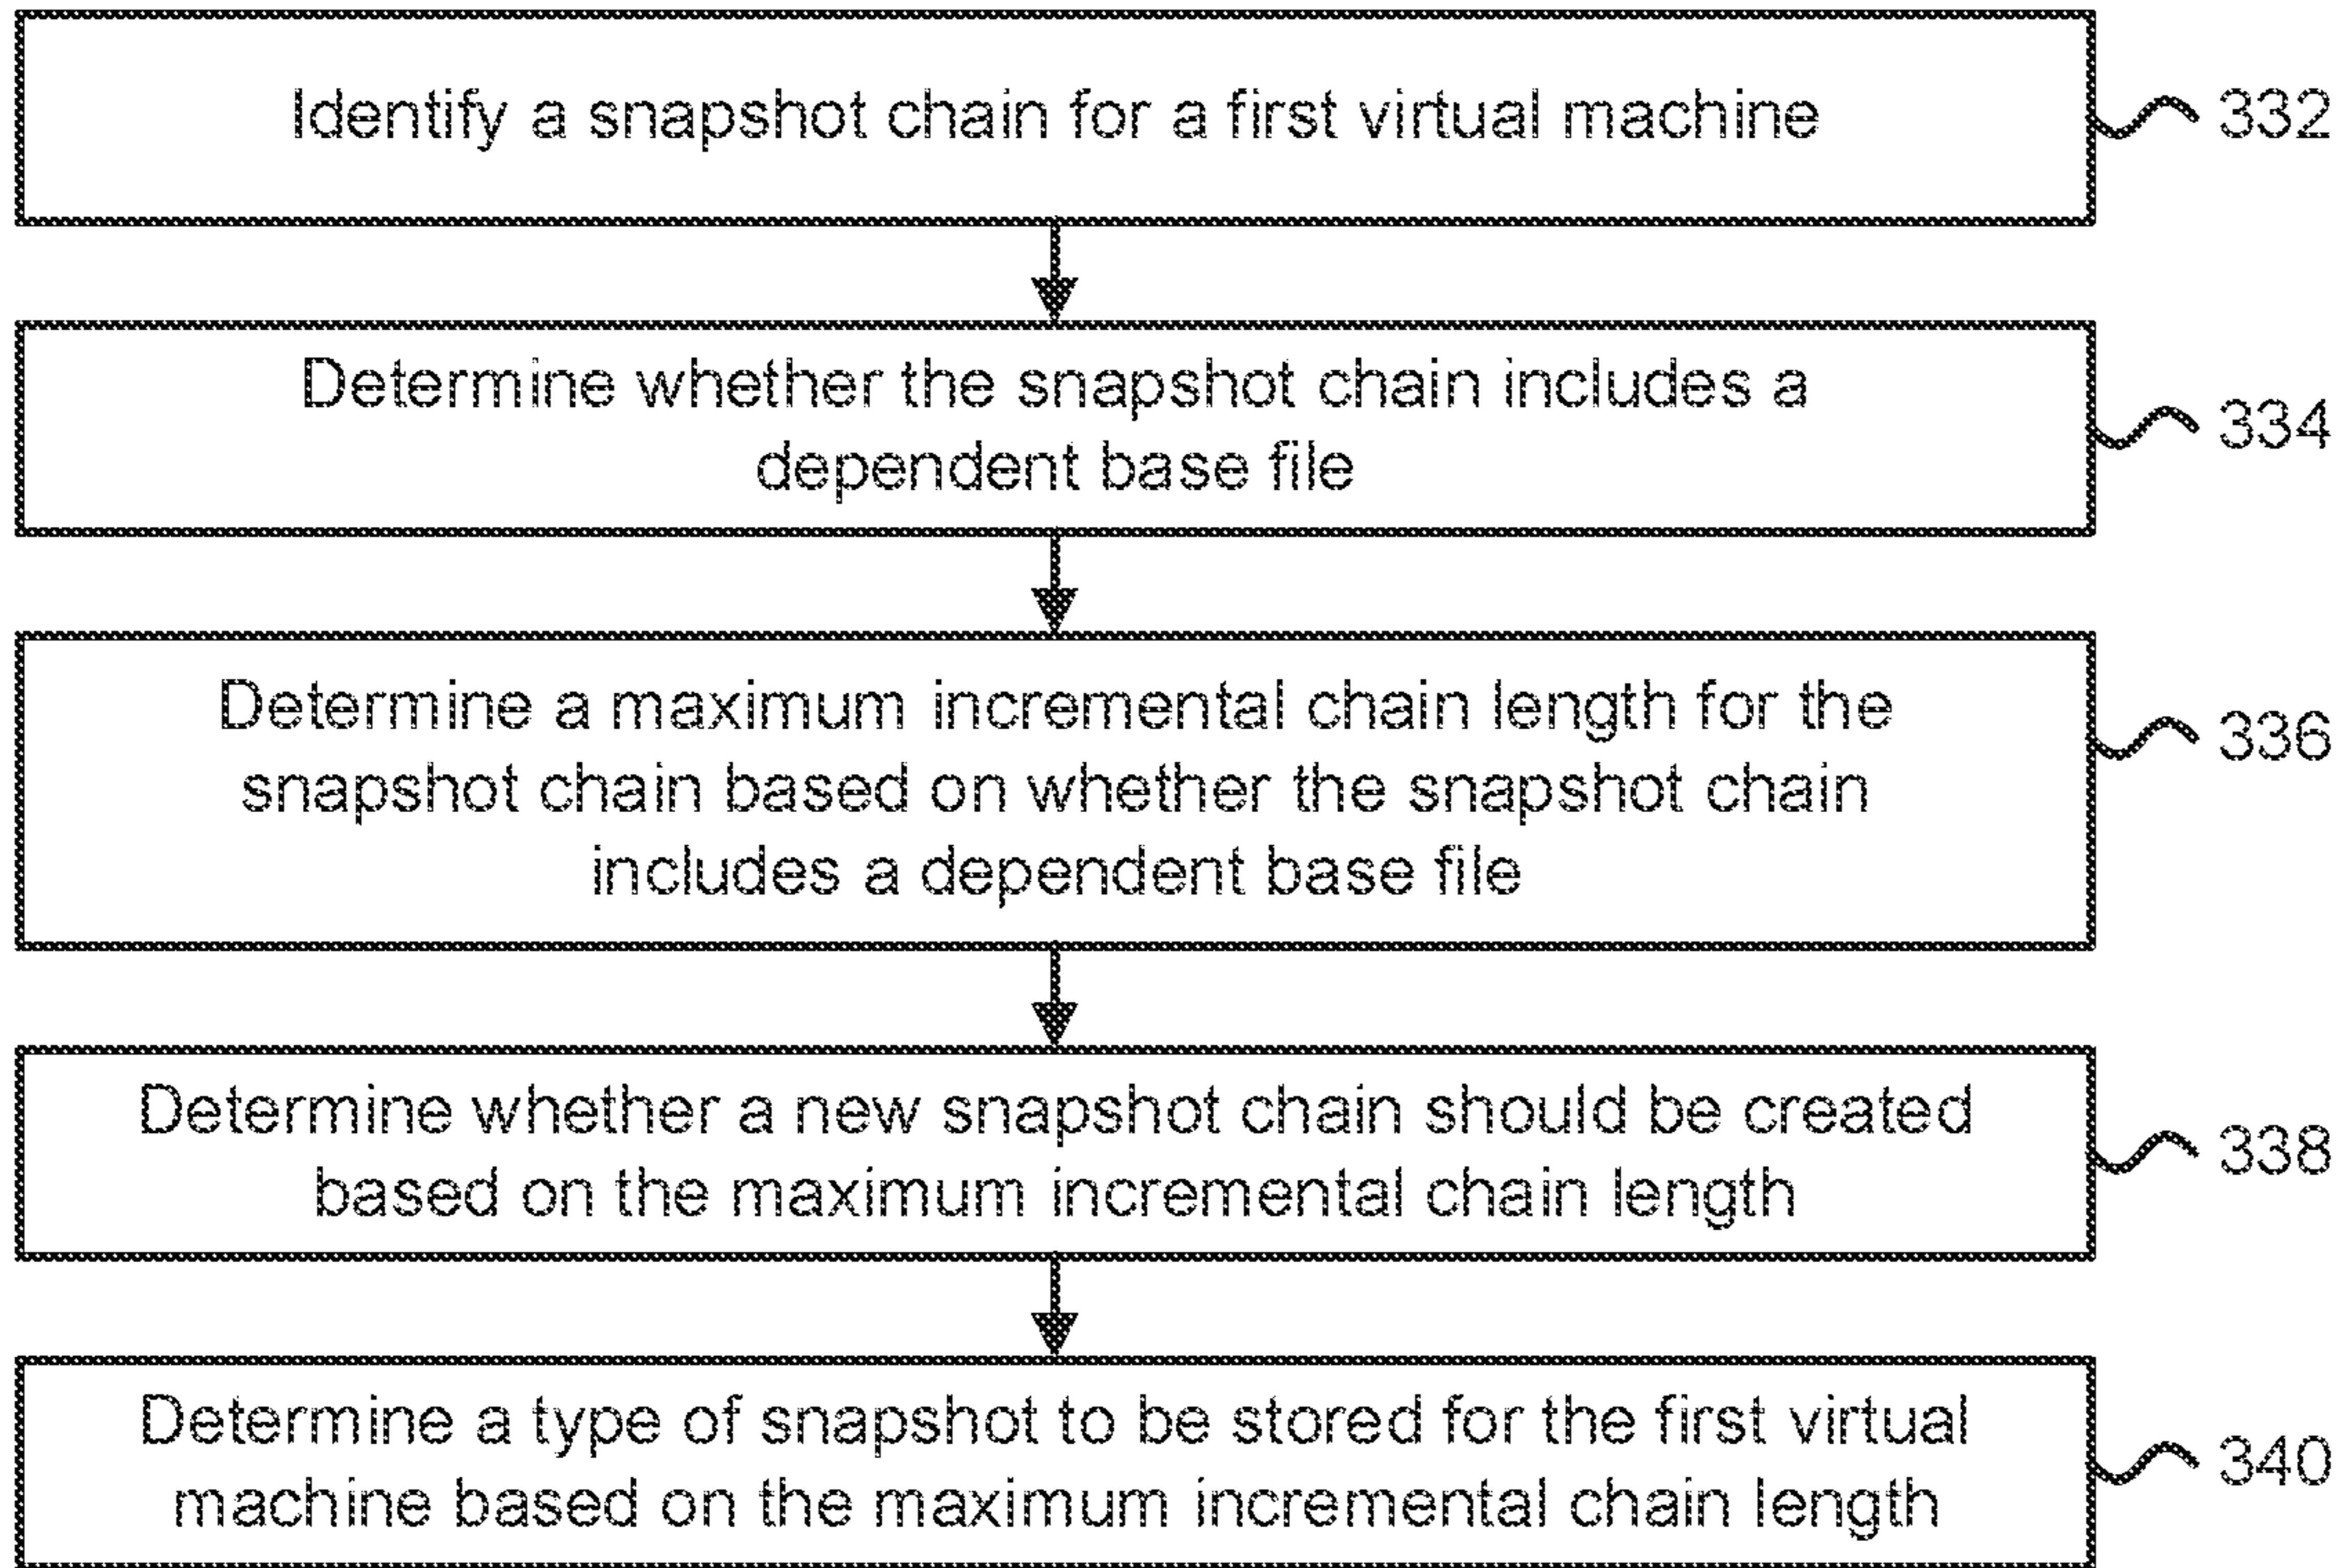 Identify a snapshot chain for a first virtual machine
332
Determine whether the snapshot chain includes a
dependent base file
334
Determine a maximum incremental chain length for the
snapshot chain based on whether the snapshot chain
includes a dependent base file
336
Determine whether a new snapshot chain should be created
based on the maximum incremental chain length
338
Determine a type of snapshot to be stored for the first virtual
machine based on the maximum incremental chain length
340